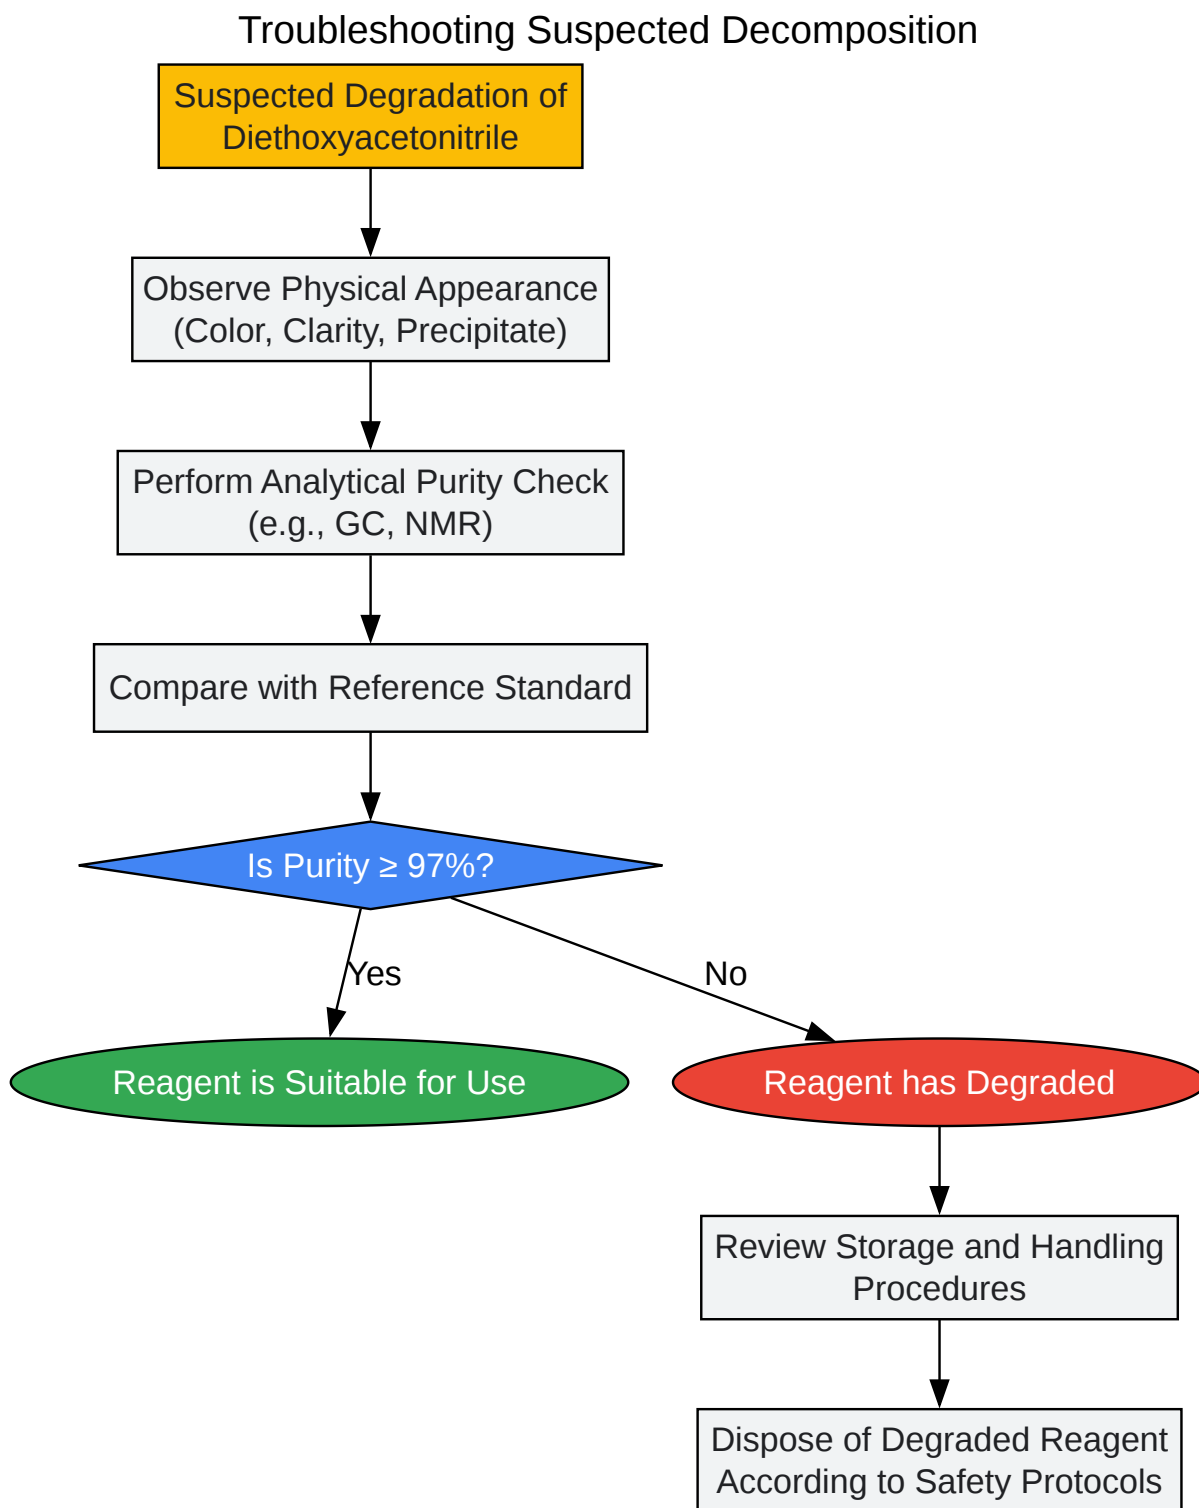 Troubleshooting Suspected Decomposition
Suspected Degradation of
Diethoxyacetonitrile
Observe Physical Appearance
(Color, Clarity, Precipitate)
Perform Analytical Purity Check
(e.g., GC, NMR)
Compare with Reference Standard
Is Purity ≥ 97%?
Yes
No
Reagent is Suitable for Use
Reagent has Degraded
Review Storage and Handling
Procedures
Dispose of Degraded Reagent
According to Safety Protocols